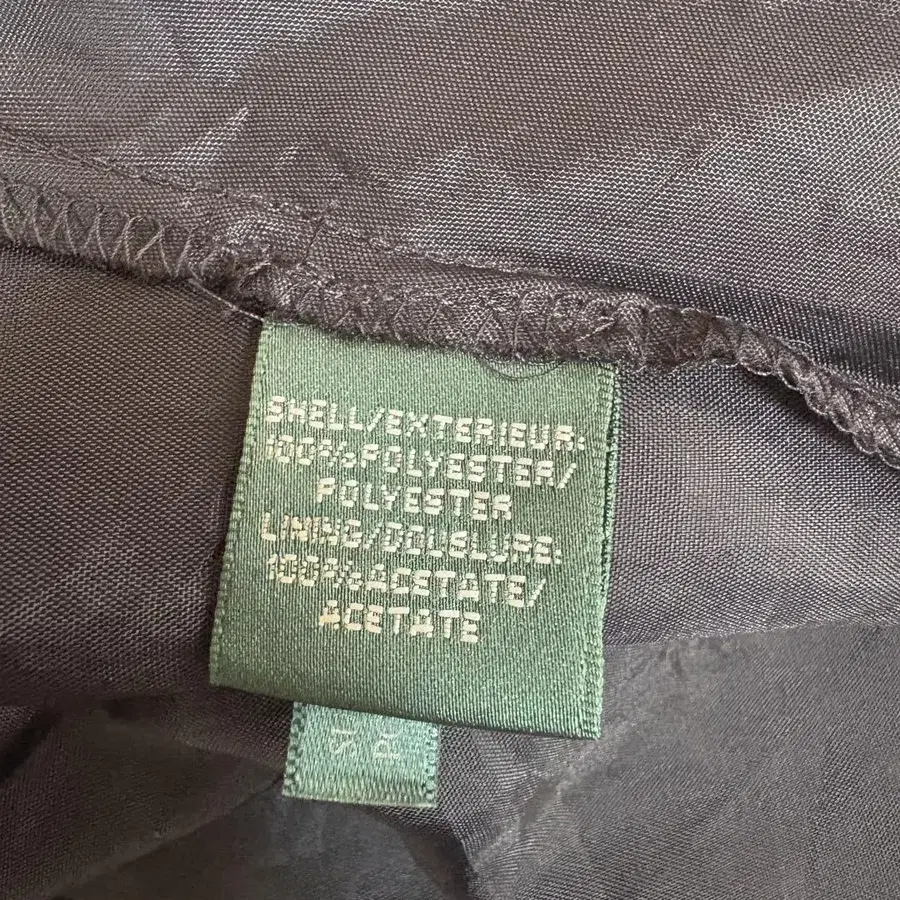 SHELL/EXTERIEUR:
100%POLYESTER/
POLYESTER
LINING/DOUBLURE:
100%ACETATE/
ACETATE